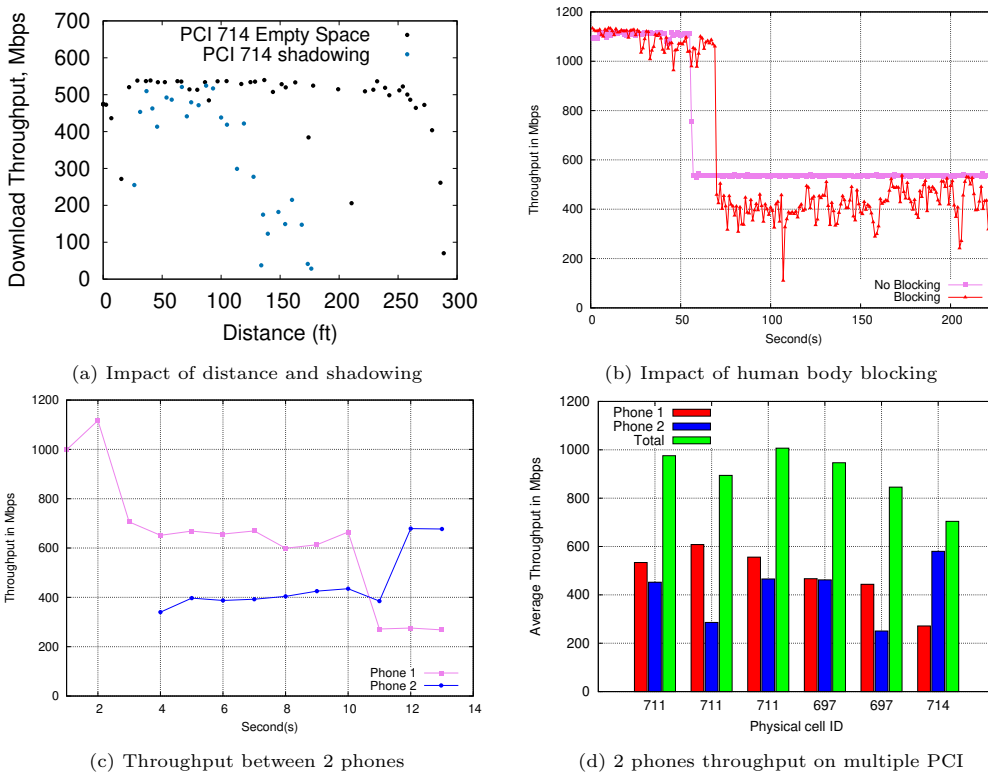 700
600
500
400
300
200
100
0
Download Throughput, Mbps
PCI 714 Empty Space
PCI 714 shadowing
0 50 100 150 200 250 300
Distance (ft)
(a) Impact of distance and shadowing
1200
1000
800
600
400
200
1200
Throughput in Mbps
No Blocking
Blocking
0 50 100 150 200
Second(s)
(b) Impact of human body blocking
1200
1000
800
600
400
200
0
Throughput in Mbps
Phone 1
Phone 2
2 4 6 8 10 12 14
Second(s)
(c) Throughput between 2 phones
1200
1000
800
600
400
200
0
Average Throughput in Mbps
Phone 1
Phone 2
Total
711 711 711 697 697 714
Physical cell ID
(d) 2 phones throughput on multiple PCI